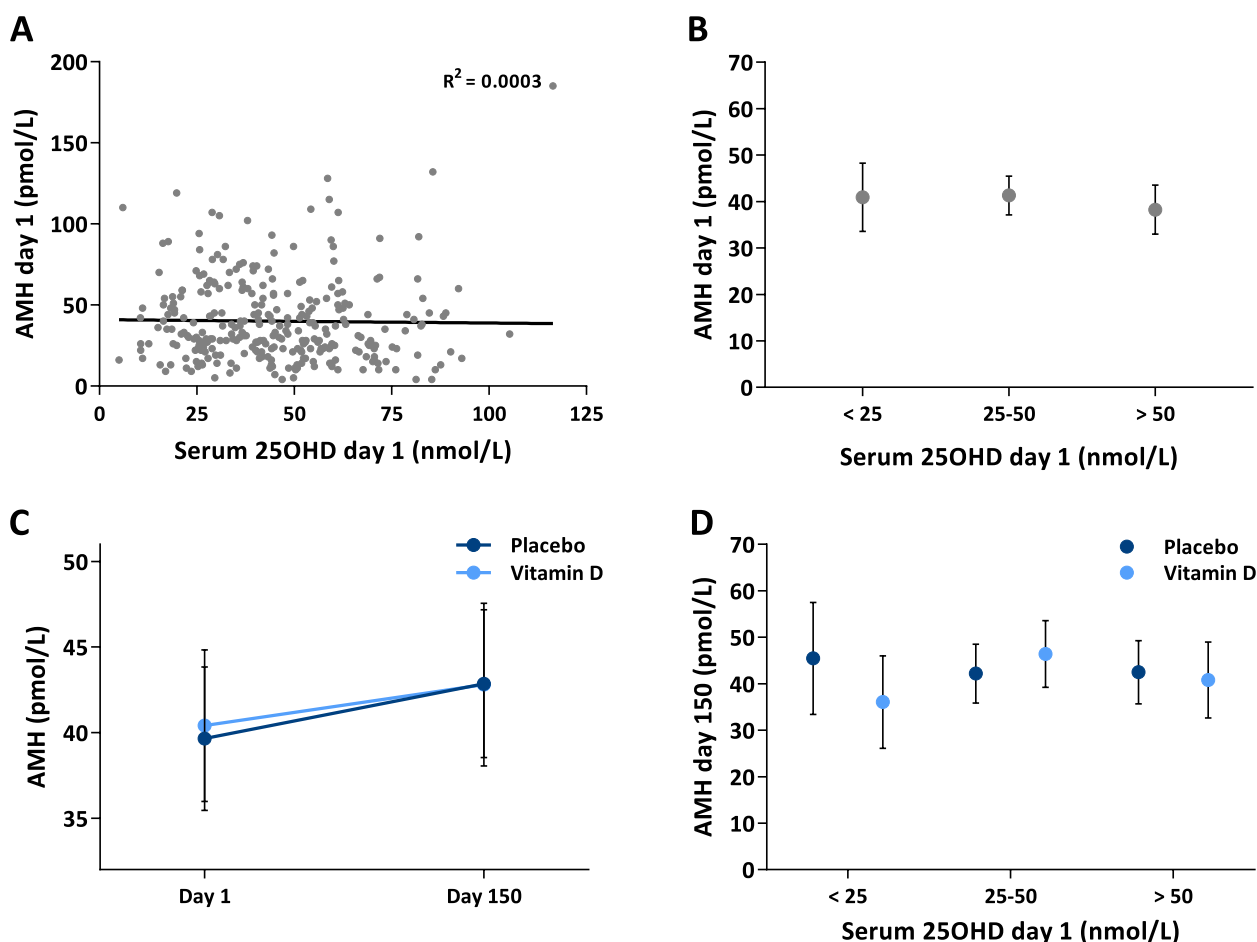 A
AMH day 1 (pmol/L)
200
150
100
50
0
R² = 0.0003
0 25 50 75 100 125
Serum 25OHD day 1 (nmol/L)
B
AMH day 1 (pmol/L)
70
60
50
40
30
20
10
0
< 25 25-50 > 50
Serum 25OHD day 1 (nmol/L)
C
AMH (pmol/L)
50
45
40
35
Placebo
Vitamin D
Day 1 Day 150
D
AMH day 150 (pmol/L)
70
60
50
40
30
20
10
0
Placebo
Vitamin D
< 25 25-50 > 50
Serum 25OHD day 1 (nmol/L)